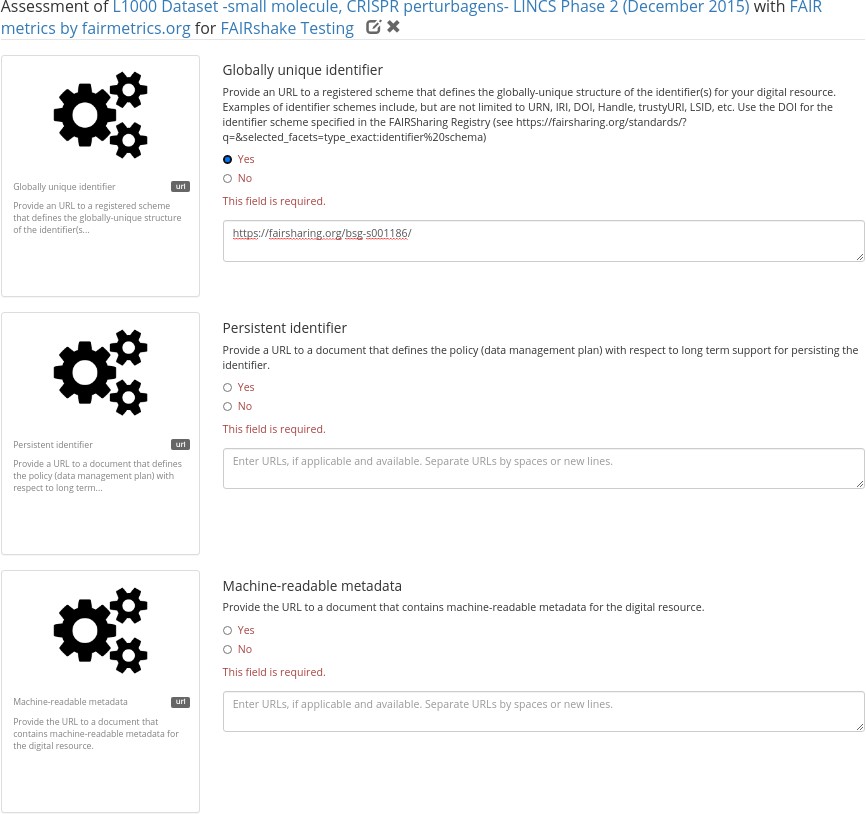 Assessment of L1000 Dataset -small molecule, CRISPR perturbagens- LINCS Phase 2 (December 2015) with FAIR
metrics by fairmetrics.org for FAIRshake Testing
Globally unique identifier
Provide an URL to a registered scheme that defines the globally-unique structure of the identifier(s) for your digital resource.
Examples of identifier schemes include, but are not limited to URN, IRI, DOI, Handle, trustyURI, LSID, etc. Use the DOI for the
identifier scheme specified in the FAIRSharing Registry (see https://fairsharing.org/standards/?
q=&selected_facets=type_exact:identifier%20schema)
Yes
No
This field is required.
https://fairsharing.org/bsg-s001186/
Globally unique identifier url
Provide an URL to a registered scheme
that defines the globally-unique structure
of the identifier(s...
Persistent identifier
Provide a URL to a document that defines the policy (data management plan) with respect to long term support for persisting the
identifier.
Yes
No
This field is required.
Enter URLs, if applicable and available. Separate URLs by spaces or new lines.
Persistent identifier url
Provide a URL to a document that defines
the policy (data management plan) with
respect to long term...
Machine-readable metadata
Provide the URL to a document that contains machine-readable metadata for the digital resource.
Yes
No
This field is required.
Enter URLs, if applicable and available. Separate URLs by spaces or new lines.
Machine-readable metadata url
Provide the URL to a document that
contains machine-readable metadata for
the digital resource.